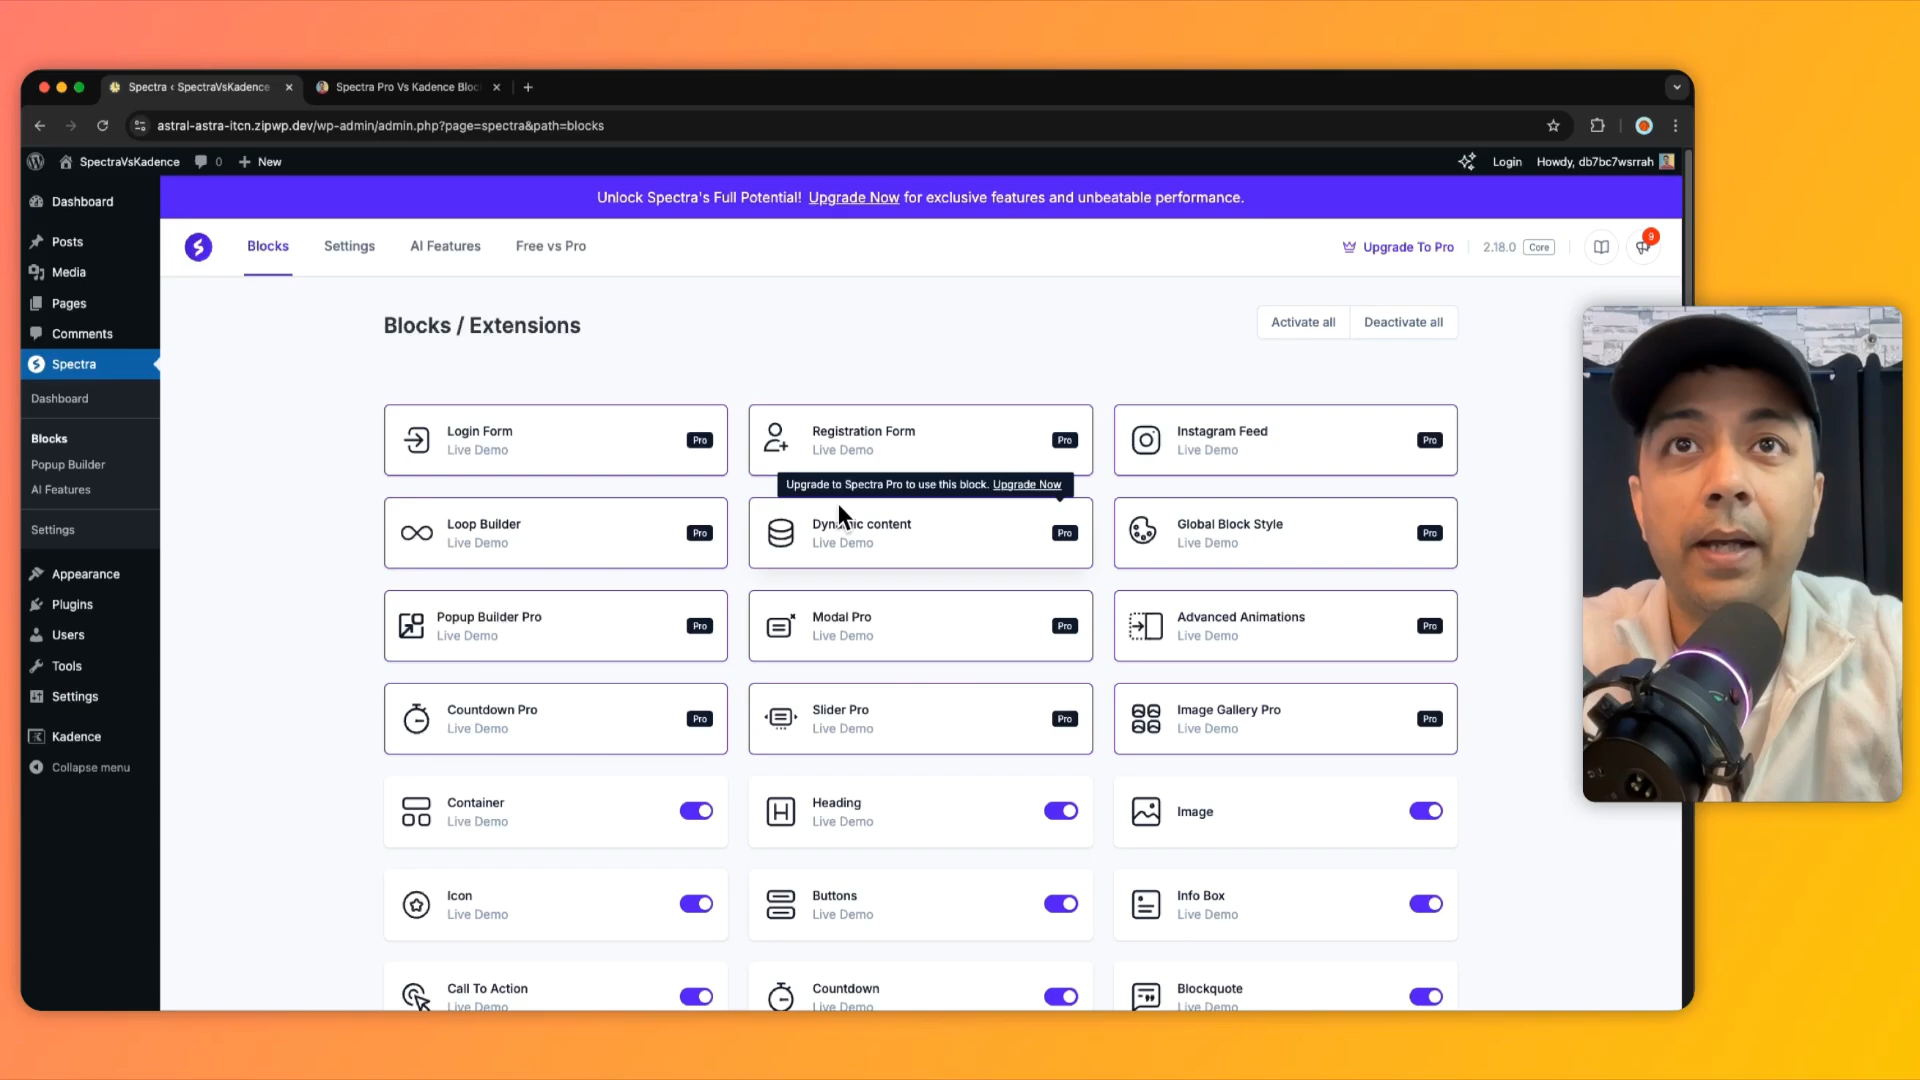 Spectra ‹ SpectraVsKadence
Spectra Pro Vs Kadence Bloc
astral-astra-itcn.zipwp.dev/wp-admin/admin.php?page=spectra&path=blocks
SpectraVsKadence
0
New
Login
Howdy, db7bc7wsrrah
Unlock Spectra's Full Potential! Upgrade Now for exclusive features and unbeatable performance.
Dashboard
Posts
Media
Pages
Comments
Spectra
Dashboard
Blocks
Popup Builder
AI Features
Settings
Appearance
Plugins
Users
Tools
Settings
Kadence
Collapse menu
Blocks
Settings
AI Features
Free vs Pro
Upgrade To Pro
2.18.0
Core
9
Blocks / Extensions
Activate all
Deactivate all
Login Form
Live Demo
Pro
Registration Form
Live Demo
Pro
Instagram Feed
Live Demo
Pro
Upgrade to Spectra Pro to use this block. Upgrade Now
Loop Builder
Live Demo
Pro
Dynamic content
Live Demo
Pro
Global Block Style
Live Demo
Pro
Popup Builder Pro
Live Demo
Pro
Modal Pro
Live Demo
Pro
Advanced Animations
Live Demo
Pro
Countdown Pro
Live Demo
Pro
Slider Pro
Live Demo
Pro
Image Gallery Pro
Live Demo
Pro
Container
Live Demo
Heading
Live Demo
Image
Icon
Live Demo
Buttons
Live Demo
Info Box
Live Demo
Call To Action
Live Demo
Countdown
Live Demo
Blockquote
Live Demo